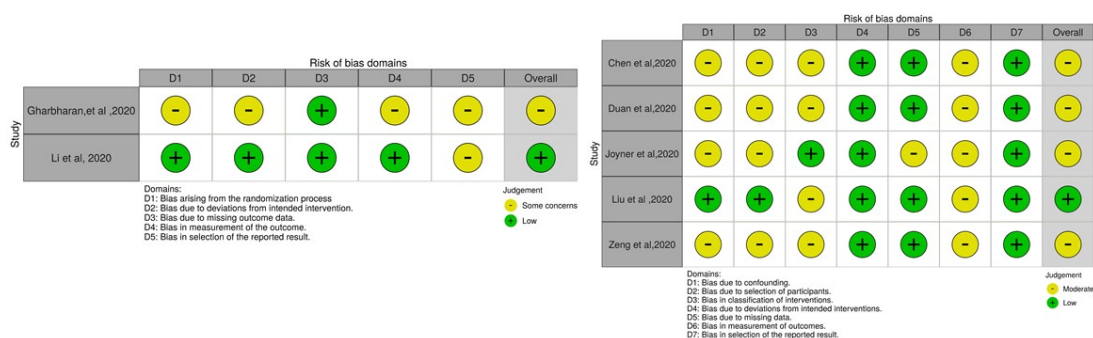 Risk of bias domains
D1 D2 D3 D4 D5 Overall
Study
Gharbharan,et al ,2020 - - + - - -
Li et al, 2020 + + + + - +
Domains:
D1: Bias arising from the randomization process
D2: Bias due to deviations from intended intervention.
D3: Bias due to missing outcome data.
D4: Bias in measurement of the outcome.
D5: Bias in selection of the reported result.
Judgement
- Some concerns
+ Low
Risk of bias domains
D1 D2 D3 D4 D5 D6 D7 Overall
Study
Chen et al,2020 - - - + + - + -
Duan et al,2020 - - - + + - + -
Joyner et al,2020 - - + + - - + -
Liu et al ,2020 + + - + + - + +
Zeng et al,2020 - - - + + - + -
Domains:
D1: Bias due to confounding.
D2: Bias due to selection of participants.
D3: Bias in classification of interventions.
D4: Bias due to deviations from intended interventions.
D5: Bias due to missing data.
D6: Bias in measurement of outcomes.
D7: Bias in selection of the reported result.
Judgement
- Moderate
+ Low